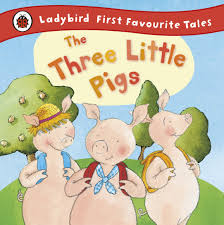 Ladybird First Favourite Tales
The
Three Little
Pigs